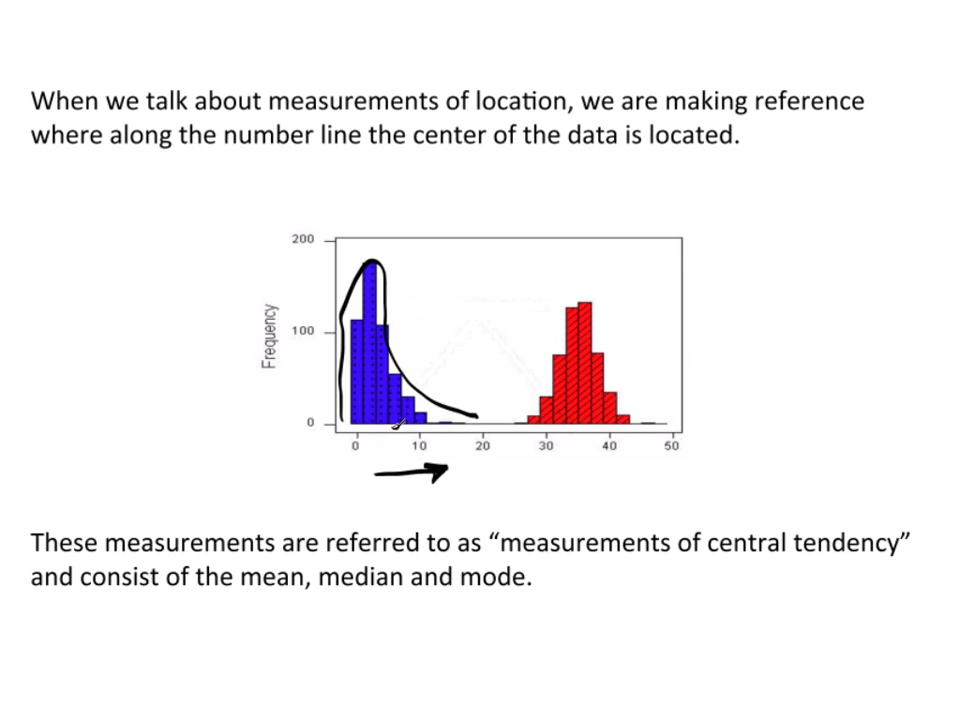 When we talk about measurements of location, we are making reference
where along the number line the center of the data is located.
200
100
0
Frequency
0 10 20 30 40 50
These measurements are referred to as “measurements of central tendency”
and consist of the mean, median and mode.